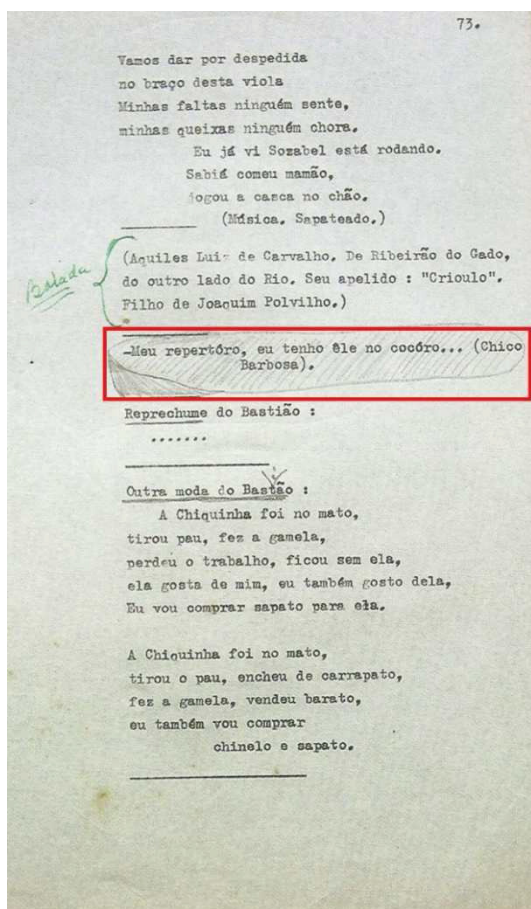 73.
Vamos dar por despedida
no braço desta viola
Minhas faltas ninguém sente,
minhas queixas ninguém chora.
Eu já vi Sozabel está rodando.
Sabiá comeu mamão,
jogou a casca no chão.
(Música. Sapateado.)
(Aquiles Luiz de Carvalho. De Ribeirão do Gado,
Balada
do outro lado do Rio. Seu apelido : "Crioulo".
Filho de Joaquim Polvilho.)
-Meu repertóro, eu tenho êle no cocóro... (Chico
Barbosa).
Reprechume do Bastião :
.......
Outra moda do Bastão :
i
A Chiquinha foi no mato,
tirou pau, fez a gamela,
perdeu o trabalho, ficou sem ela,
ela gosta de mim, eu também gosto dela,
Eu vou comprar sapato para ela.
A Chiquinha foi no mato,
tirou o pau, encheu de carrapato,
fez a gamela, vendeu barato,
eu também vou comprar
chinelo e sapato.